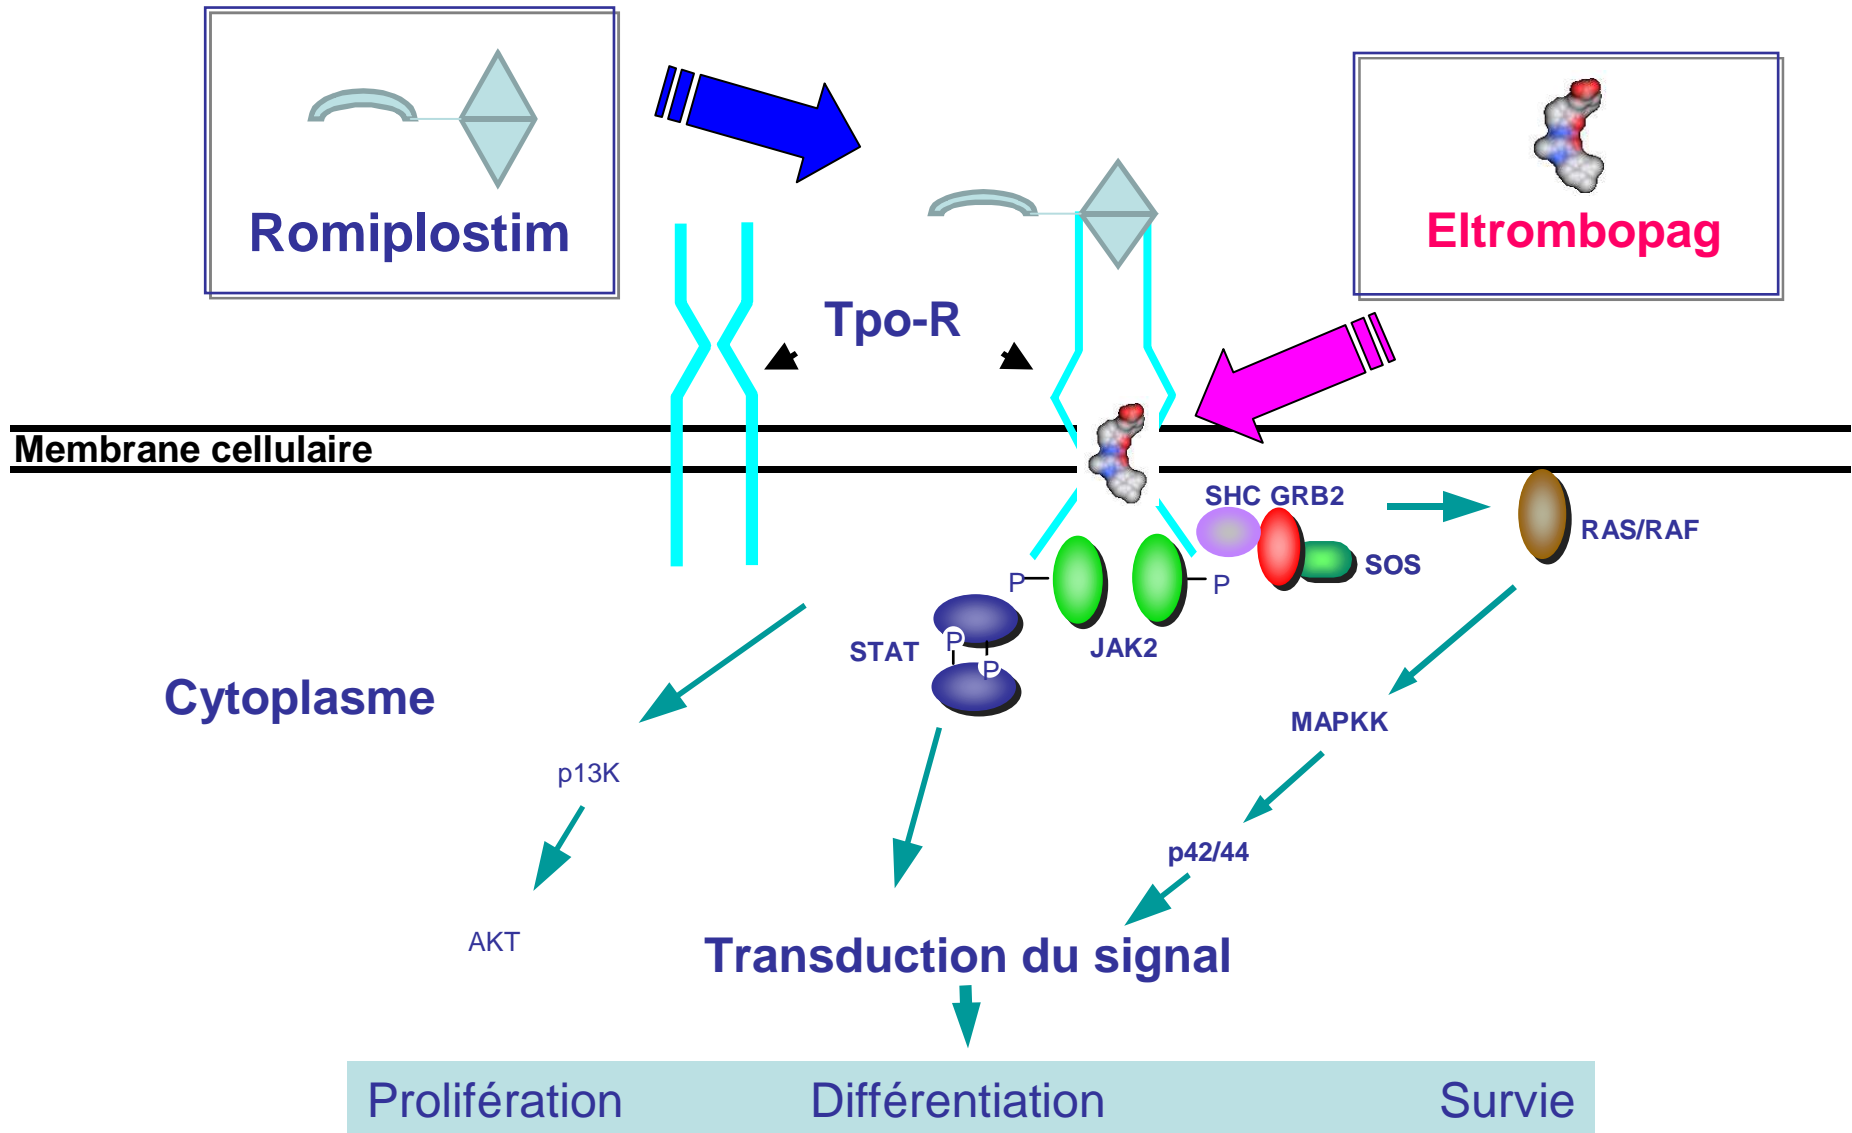 Romiplostim
Eltrombopag
Tpo-R
Membrane cellulaire
SHC GRB2
RAS/RAF
SOS
P
P
JAK2
STAT
P
P
Cytoplasme
MAPKK
p13K
p42/44
AKT
Transduction du signal
Prolifération Différentiation Survie